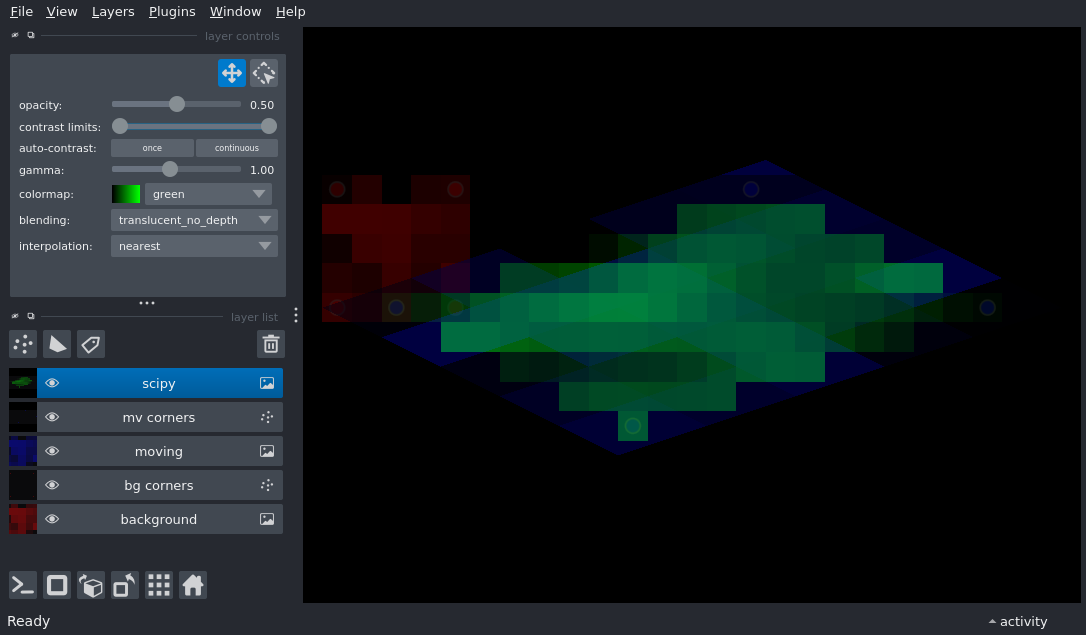 File View Layers Plugins Window Help
layer controls
opacity: 0.50
contrast limits:
auto-contrast: once continuous
gamma: 1.00
colormap: green
blending: translucent_no_depth
interpolation: nearest
layer list
scipy
mv corners
moving
bg corners
background
Ready
activity